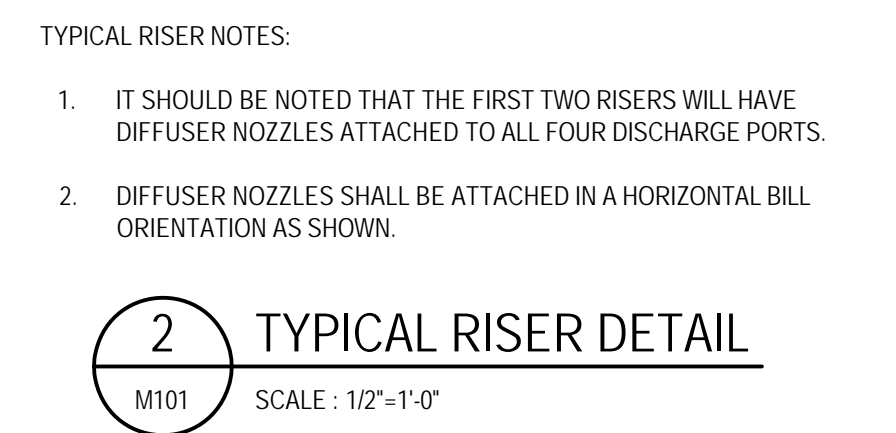 TYPICAL RISER NOTES:
1. IT SHOULD BE NOTED THAT THE FIRST TWO RISERS WILL HAVE
DIFFUSER NOZZLES ATTACHED TO ALL FOUR DISCHARGE PORTS.
2. DIFFUSER NOZZLES SHALL BE ATTACHED IN A HORIZONTAL BILL
ORIENTATION AS SHOWN.
2 TYPICAL RISER DETAIL
M101 SCALE : 1/2"=1'-0"